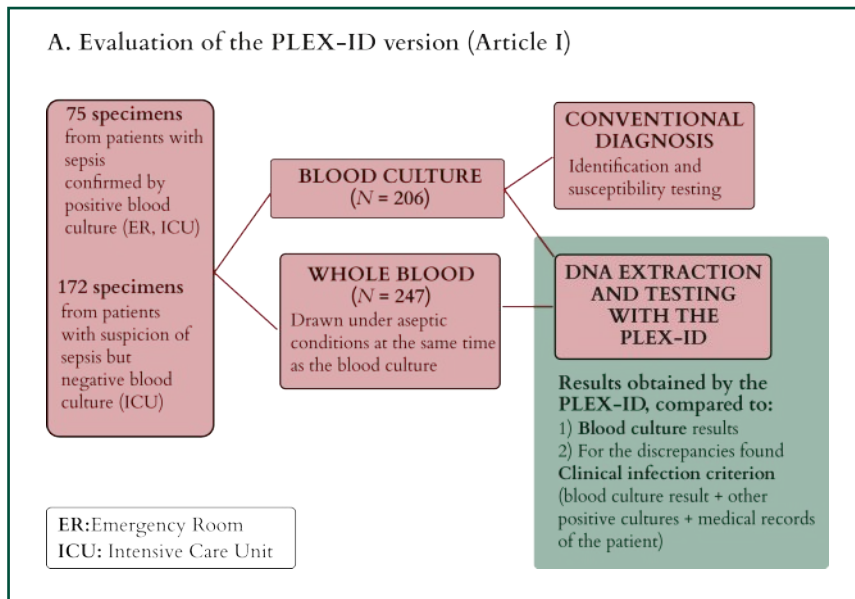 A. Evaluation of the PLEX-ID version (Article I)
75 specimens
from patients with
sepsis
confirmed by
positive blood
culture (ER, ICU)
172 specimens
from patients
with suspicion of
sepsis but
negative blood
culture (ICU)
BLOOD CULTURE
(N = 206)
WHOLE BLOOD
(N = 247)
Drawn under aseptic
conditions at the same time
as the blood culture
CONVENTIONAL
DIAGNOSIS
Identification and
susceptibility testing
DNA EXTRACTION
AND TESTING
WITH THE
PLEX-ID
Results obtained by the
PLEX-ID, compared to:
1) Blood culture results
2) For the discrepancies found
Clinical infection criterion
(blood culture result + other
positive cultures + medical records
of the patient)
ER:Emergency Room
ICU: Intensive Care Unit